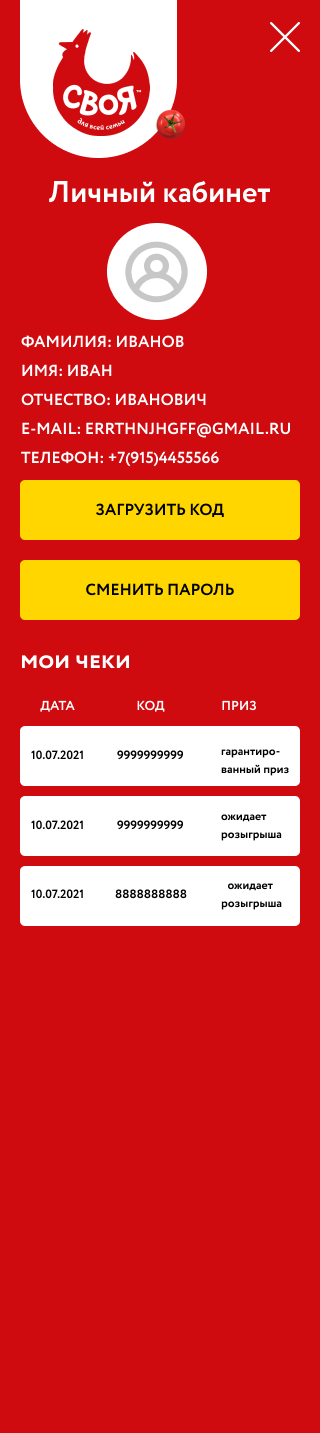 СВОЯ™
для всей семьи
Личный кабинет
ФАМИЛИЯ: ИВАНОВ
ИМЯ: ИВАН
ОТЧЕСТВО: ИВАНОВИЧ
E-MAIL: ERRTHNJHGFF@GMAIL.RU
ТЕЛЕФОН: +7(915)4455566
ЗАГРУЗИТЬ КОД
СМЕНИТЬ ПАРОЛЬ
МОИ ЧЕКИ
ДАТА КОД ПРИЗ
10.07.2021 9999999999 гарантиро-
ванный приз
10.07.2021 9999999999 ожидает
розыгрыша
10.07.2021 8888888888 ожидает
розыгрыша